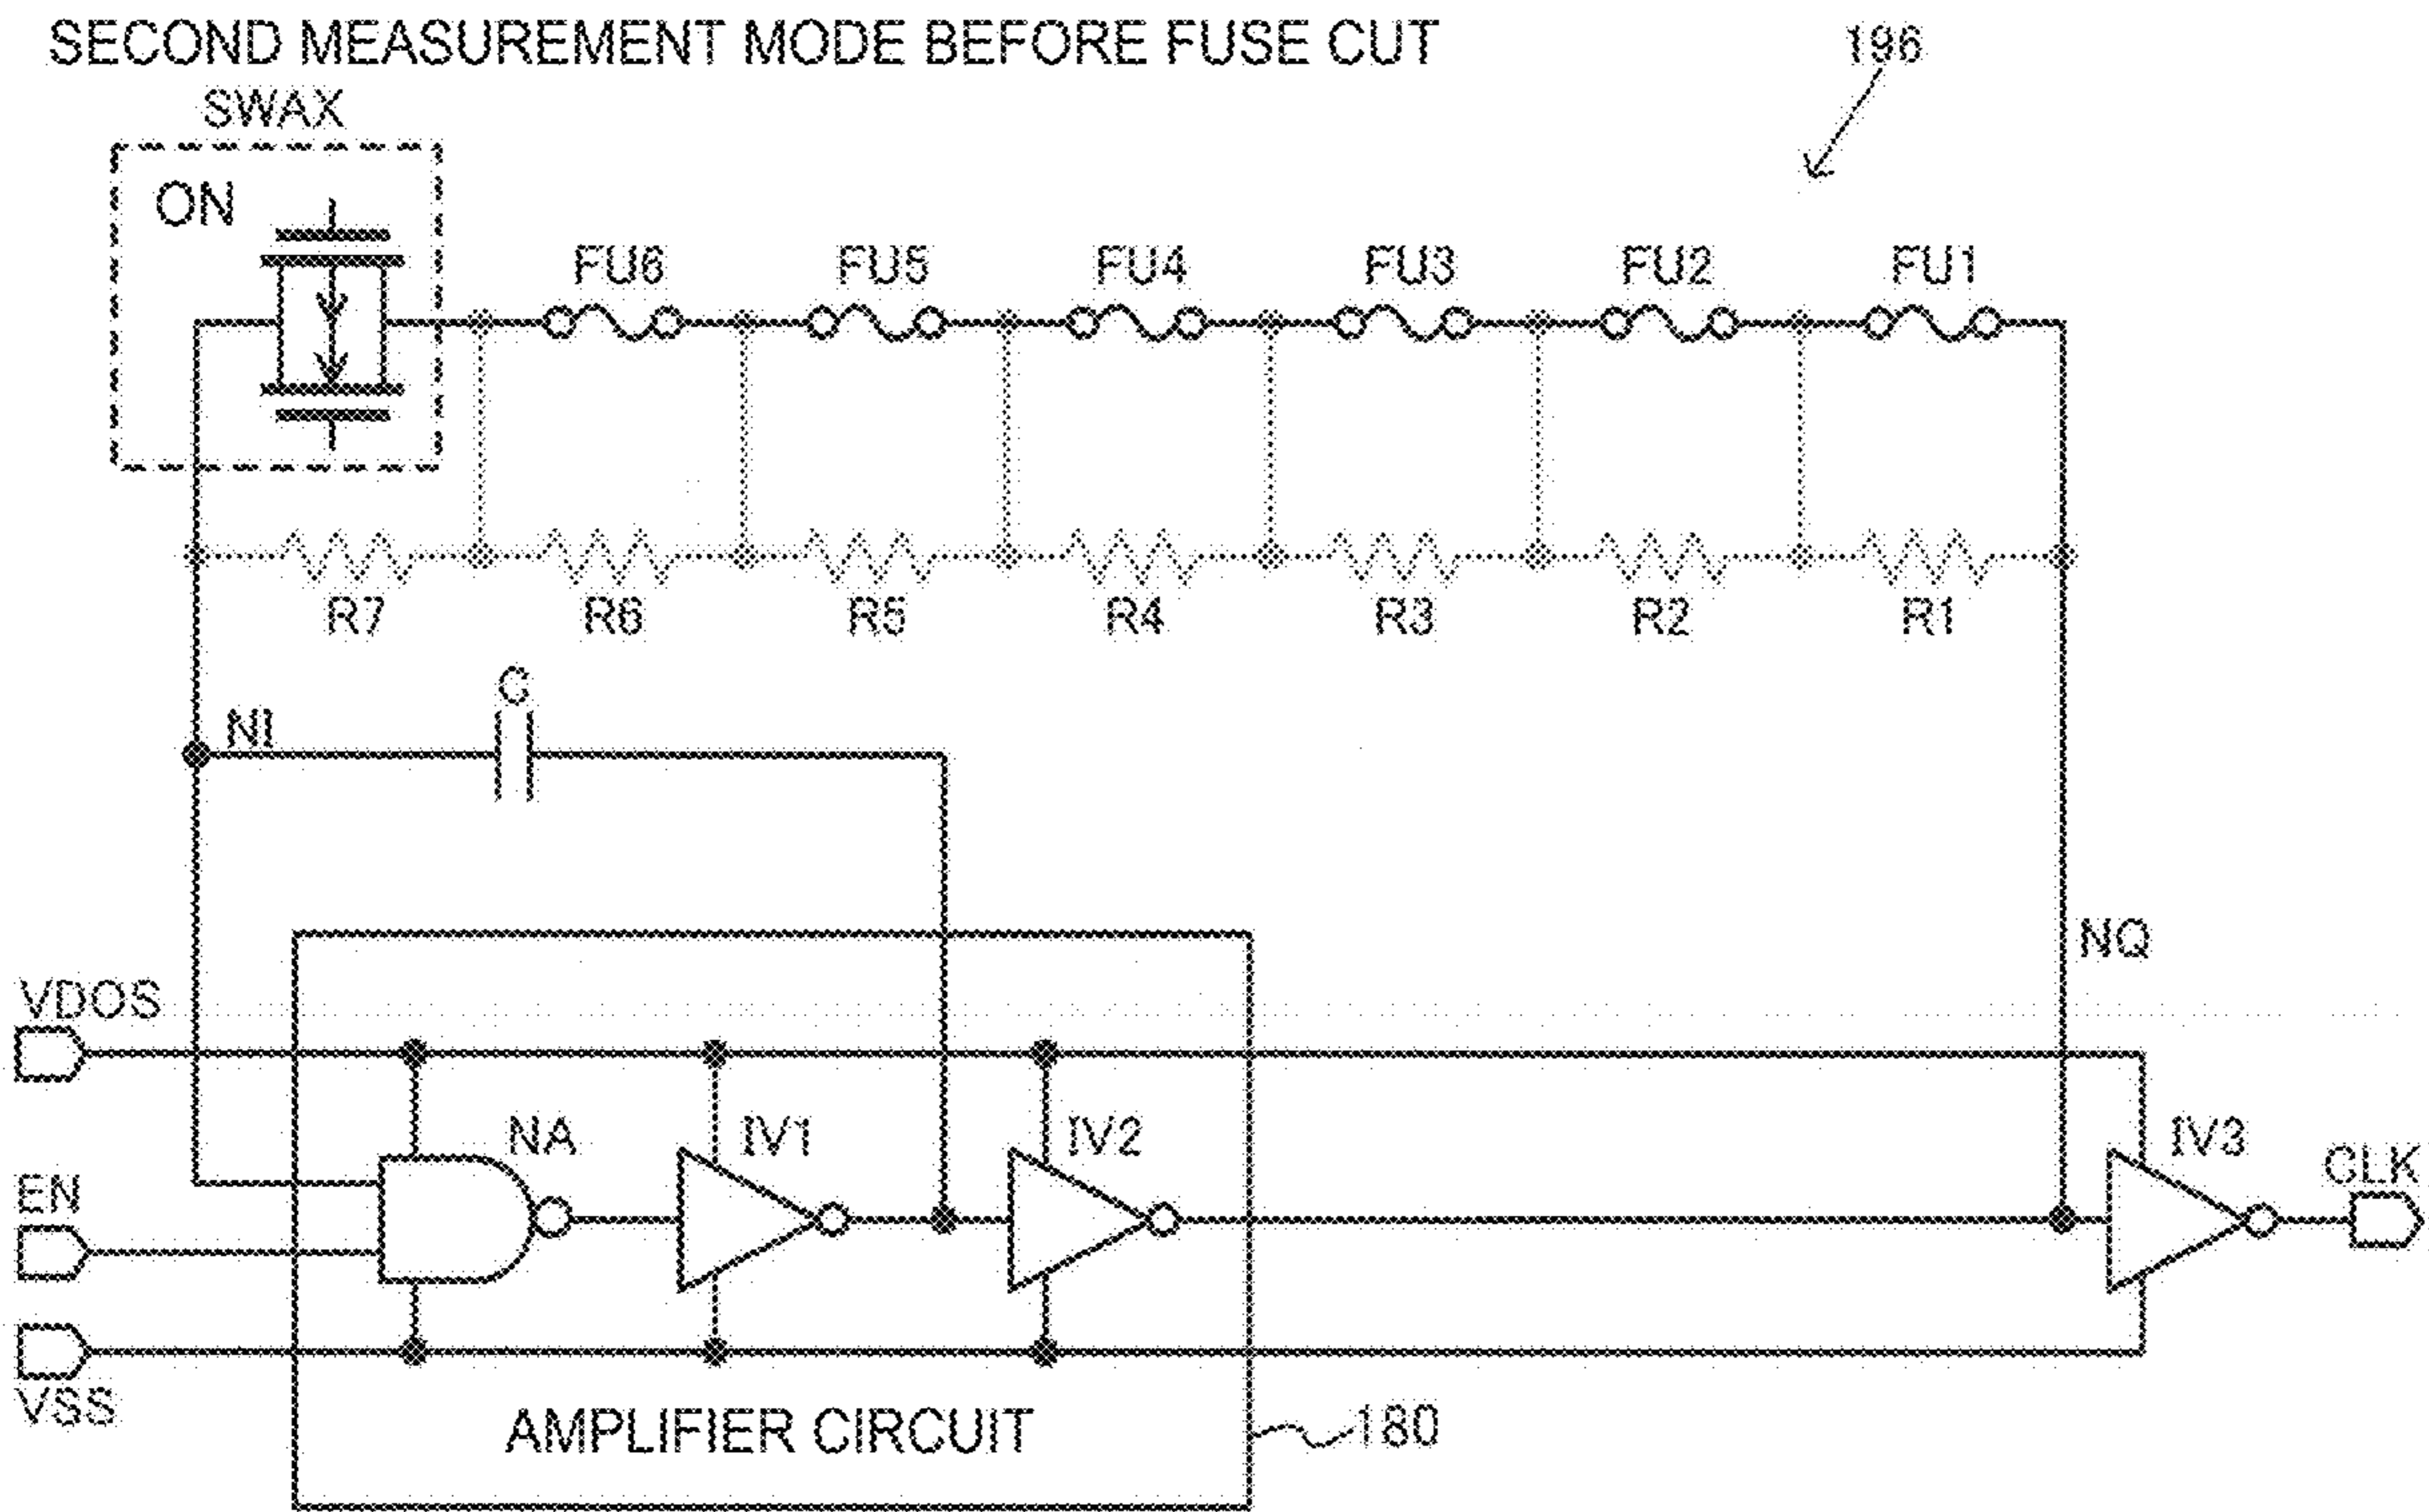 SECOND MEASUREMENT MODE BEFORE FUSE CUT
196
SWAX
ON
FU6 FU5 FU4 FU3 FU2 FU1
R7 R6 R5 R4 R3 R2 R1
C
NI
NQ
VDOS
NA IV1 IV2 IV3
EN
CLK
VSS
AMPLIFIER CIRCUIT
180